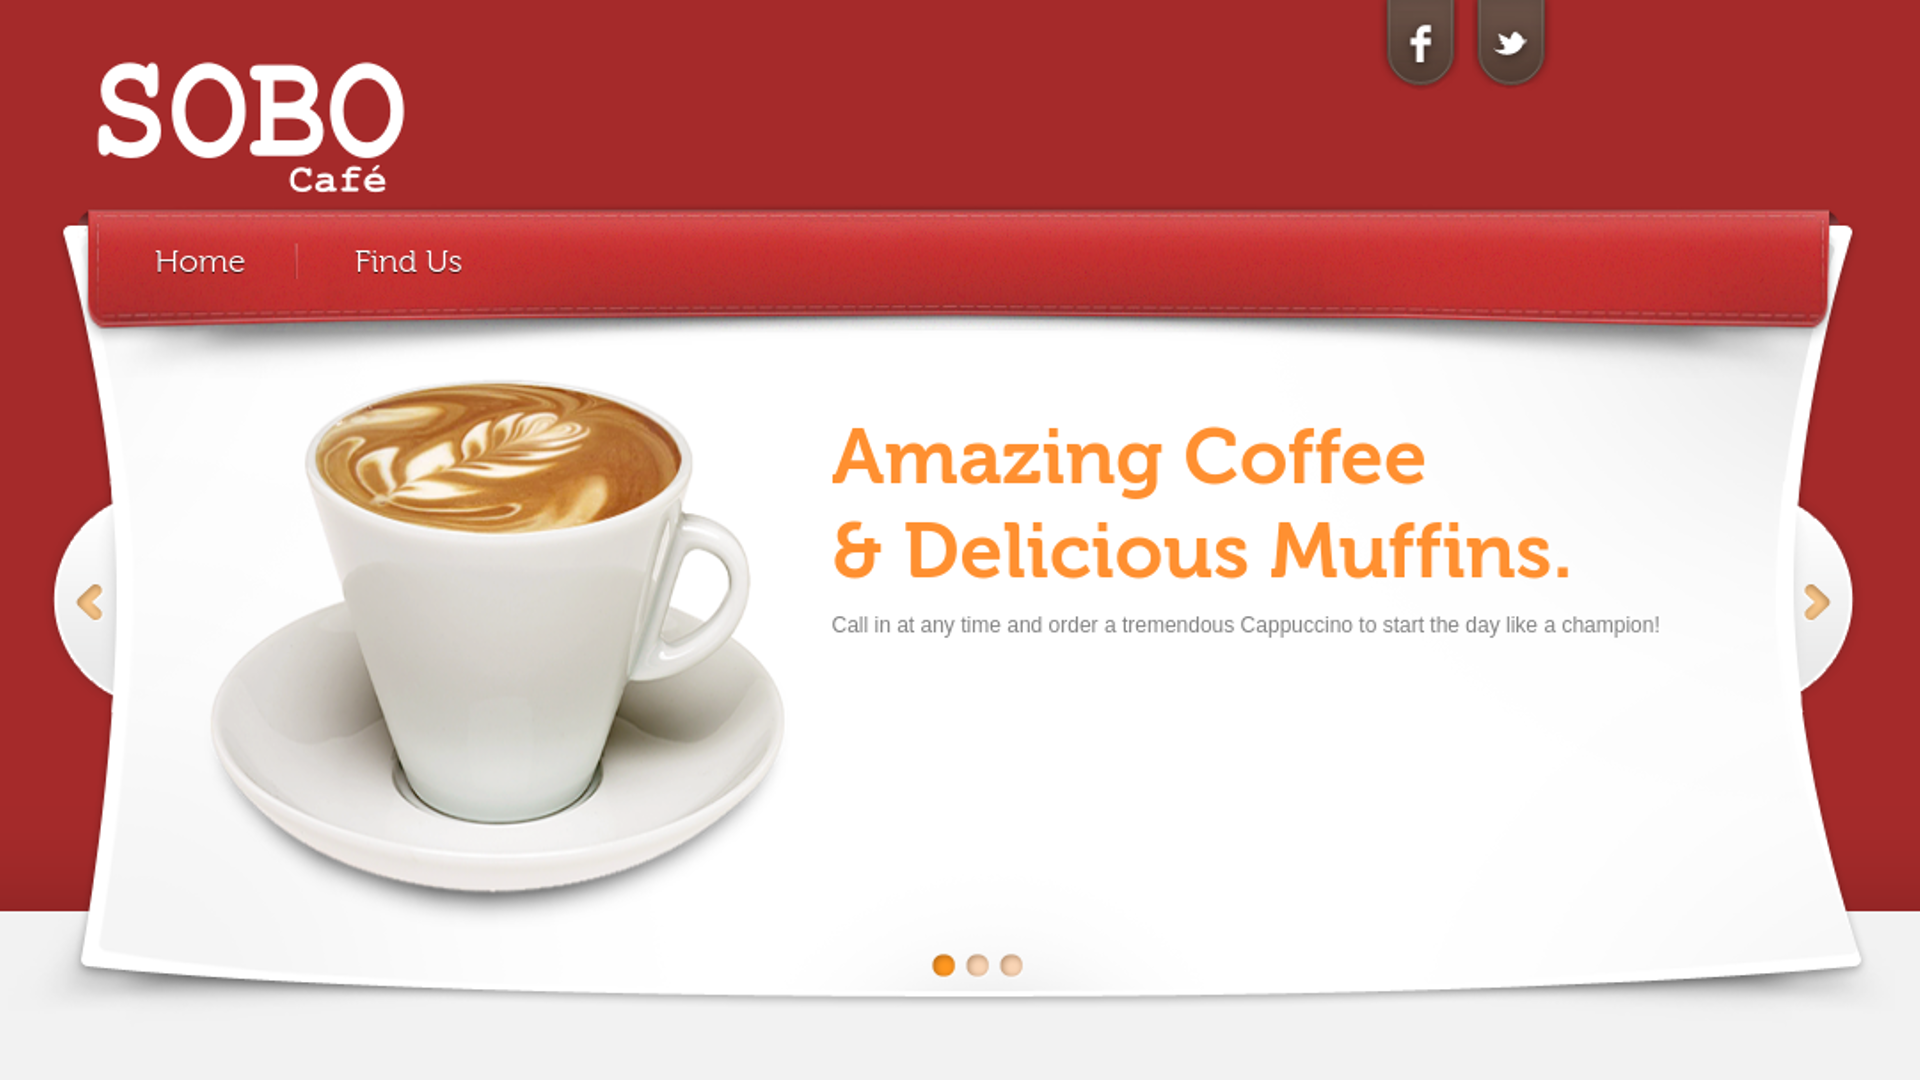 SOBO
Café
Home
Find Us
Amazing Coffee
& Delicious Muffins.
Call in at any time and order a tremendous Cappuccino to start the day like a champion!